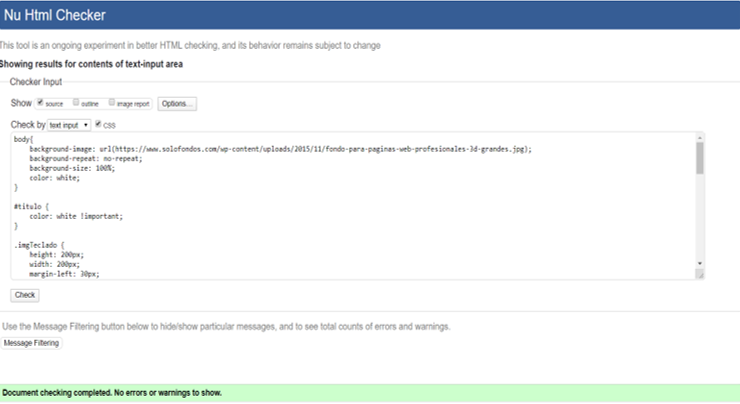 Nu Html Checker
This tool is an ongoing experiment in better HTML checking, and its behavior remains subject to change
Showing results for contents of text-input area
Checker Input
Show source outline image report Options...
Check by text input css
body{
background-image: url(https://www.solofondos.com/wp-content/uploads/2015/11/fondo-para-paginas-web-profesionales-3d-grandes.jpg);
background-repeat: no-repeat;
background-size: 100%;
color: white;
}
#titulo {
color: white !important;
}
.imgTeclado {
height: 200px;
width: 200px;
margin-left: 30px;
Check
Use the Message Filtering button below to hide/show particular messages, and to see total counts of errors and warnings.
Message Filtering
Document checking completed. No errors or warnings to show.